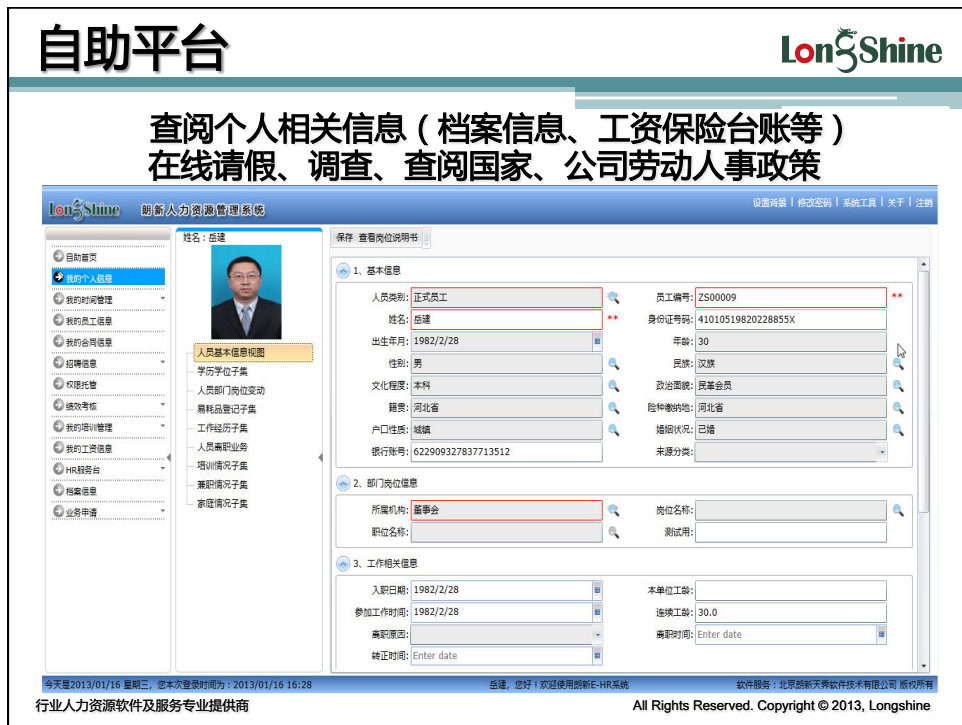 自助平台
LongShine
查阅个人相关信息（档案信息、工资保险台账等）
在线请假、调查、查阅国家、公司劳动人事政策
LongShine 朗新人力资源管理系统
设置背景 | 修改密码 | 系统工具 | 关于 | 注销
自助首页
我的个人信息
我的时间管理
我的员工信息
我的合同信息
招聘信息
权限托管
绩效考核
我的培训管理
我的工资信息
HR服务台
档案信息
业务申请
姓名：岳建
人员基本信息视图
学历学位子集
人员部门岗位变动
易耗品登记子集
工作经历子集
人员离职业务
培训情况子集
兼职情况子集
家庭情况子集
保存 查看岗位说明书
1、基本信息
人员类别: 正式员工 员工编号: ZS00009 **
姓名: 岳建 ** 身份证号码: 41010519820228855X
出生年月: 1982/2/28 年龄: 30
性别: 男 民族: 汉族
文化程度: 本科 政治面貌: 民革会员
籍贯: 河北省 险种缴纳地: 河北省
户口性质: 城镇 婚姻状况: 已婚
银行账号: 622909327837713512 来源分类:
2、部门岗位信息
所属机构: 董事会 岗位名称:
职位名称: 测试用:
3、工作相关信息
入职日期: 1982/2/28 本单位工龄:
参加工作时间: 1982/2/28 连续工龄: 30.0
离职原因: 离职时间: Enter date
转正时间: Enter date
今天是2013/01/16 星期三，您本次登录时间为：2013/01/16 16:28 岳建，您好！欢迎使用朗新E-HR系统 软件服务：北京朗新天霁软件技术有限公司 版权所有
行业人力资源软件及服务专业提供商 All Rights Reserved. Copyright © 2013, Longshine